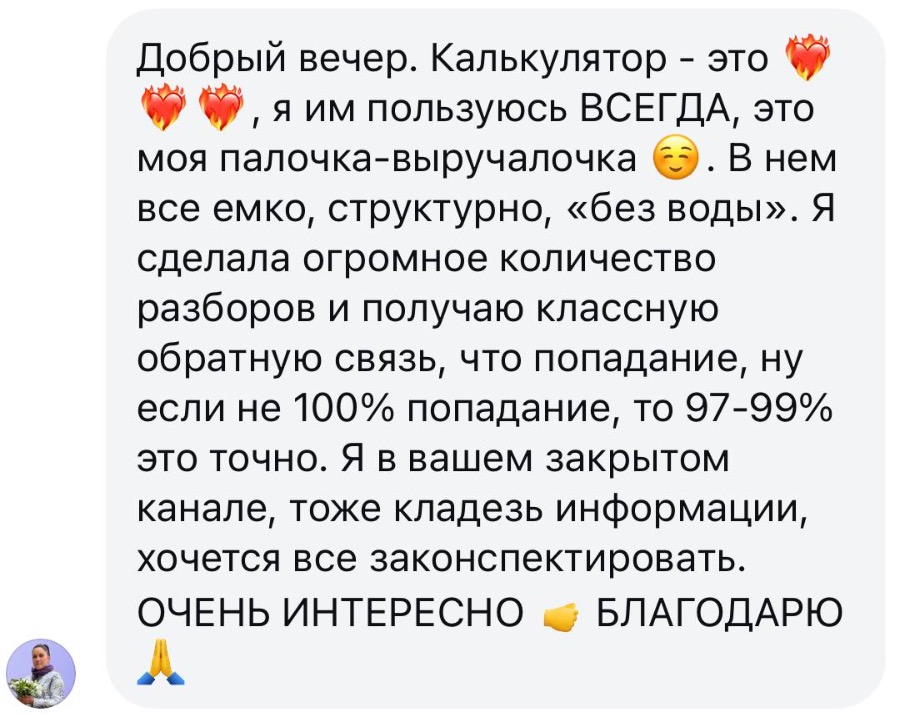 Добрый вечер. Калькулятор - это ❤️‍🔥
❤️‍🔥❤️‍🔥, я им пользуюсь ВСЕГДА, это
моя палочка-выручалочка ☺️. В нем
все емко, структурно, «без воды». Я
сделала огромное количество
разборов и получаю классную
обратную связь, что попадание, ну
если не 100% попадание, то 97-99%
это точно. Я в вашем закрытом
канале, тоже кладезь информации,
хочется все законспектировать.
ОЧЕНЬ ИНТЕРЕСНО 🤜 БЛАГОДАРЮ
🙏